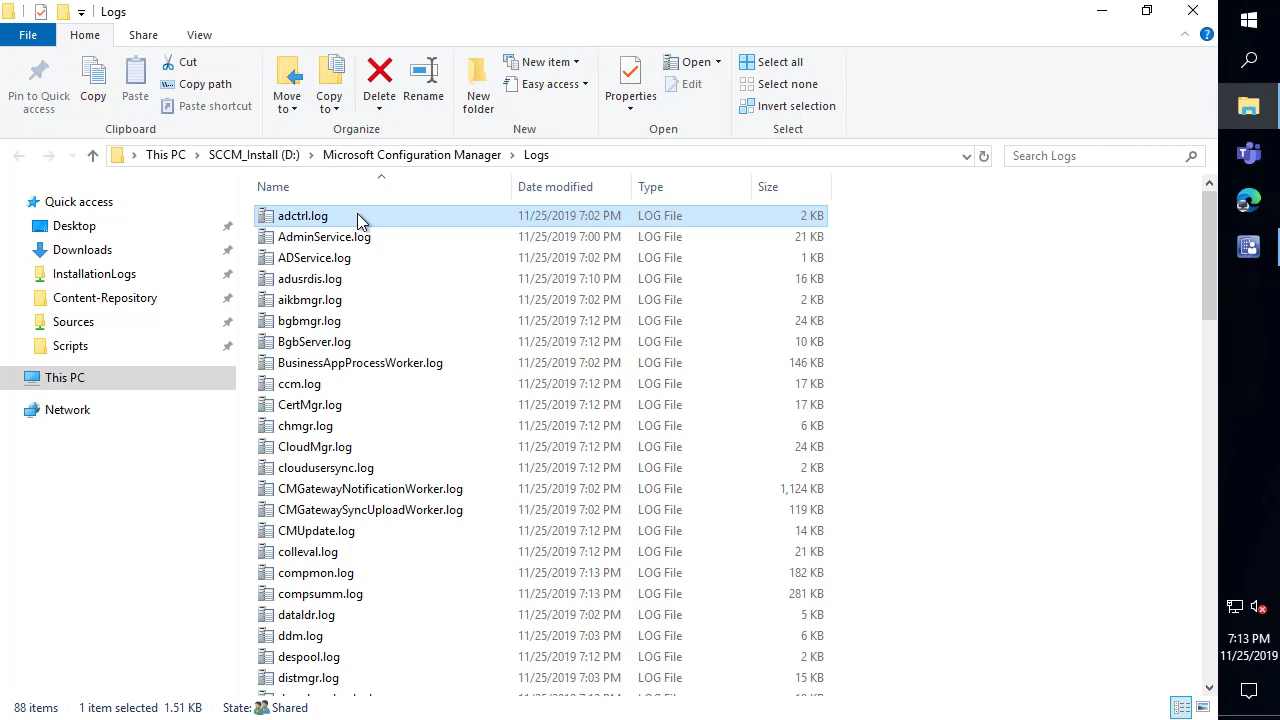 Logs
File Home Share View
Pin to Quick access
Copy
Paste
Cut
Copy path
Paste shortcut
Clipboard
Move to
Copy to
Delete
Rename
Organize
New folder
New item
Easy access
New
Properties
Open
Edit
Open
Select all
Select none
Invert selection
Select
This PC > SCCM_Install (D:) > Microsoft Configuration Manager > Logs
Search Logs
Quick access
Desktop
Downloads
InstallationLogs
Content-Repository
Sources
Scripts
This PC
Network
Name Date modified Type Size
adctrl.log 11/25/2019 7:02 PM LOG File 2 KB
AdminService.log 11/25/2019 7:00 PM LOG File 21 KB
ADService.log 11/25/2019 7:02 PM LOG File 1 KB
adusrdis.log 11/25/2019 7:10 PM LOG File 16 KB
aikbmgr.log 11/25/2019 7:02 PM LOG File 2 KB
bgbmgr.log 11/25/2019 7:12 PM LOG File 24 KB
BgbServer.log 11/25/2019 7:12 PM LOG File 10 KB
BusinessAppProcessWorker.log 11/25/2019 7:02 PM LOG File 146 KB
ccm.log 11/25/2019 7:12 PM LOG File 17 KB
CertMgr.log 11/25/2019 7:12 PM LOG File 17 KB
chmgr.log 11/25/2019 7:12 PM LOG File 6 KB
CloudMgr.log 11/25/2019 7:12 PM LOG File 24 KB
cloudusersync.log 11/25/2019 7:12 PM LOG File 2 KB
CMGatewayNotificationWorker.log 11/25/2019 7:02 PM LOG File 1,124 KB
CMGatewaySyncUploadWorker.log 11/25/2019 7:02 PM LOG File 119 KB
CMUpdate.log 11/25/2019 7:12 PM LOG File 14 KB
colleval.log 11/25/2019 7:12 PM LOG File 21 KB
compmon.log 11/25/2019 7:13 PM LOG File 182 KB
compsumm.log 11/25/2019 7:13 PM LOG File 281 KB
dataldr.log 11/25/2019 7:02 PM LOG File 5 KB
ddm.log 11/25/2019 7:03 PM LOG File 6 KB
despool.log 11/25/2019 7:12 PM LOG File 2 KB
distmgr.log 11/25/2019 7:03 PM LOG File 15 KB
88 items 1 item selected 1.51 KB State: Shared
7:13 PM
11/25/2019